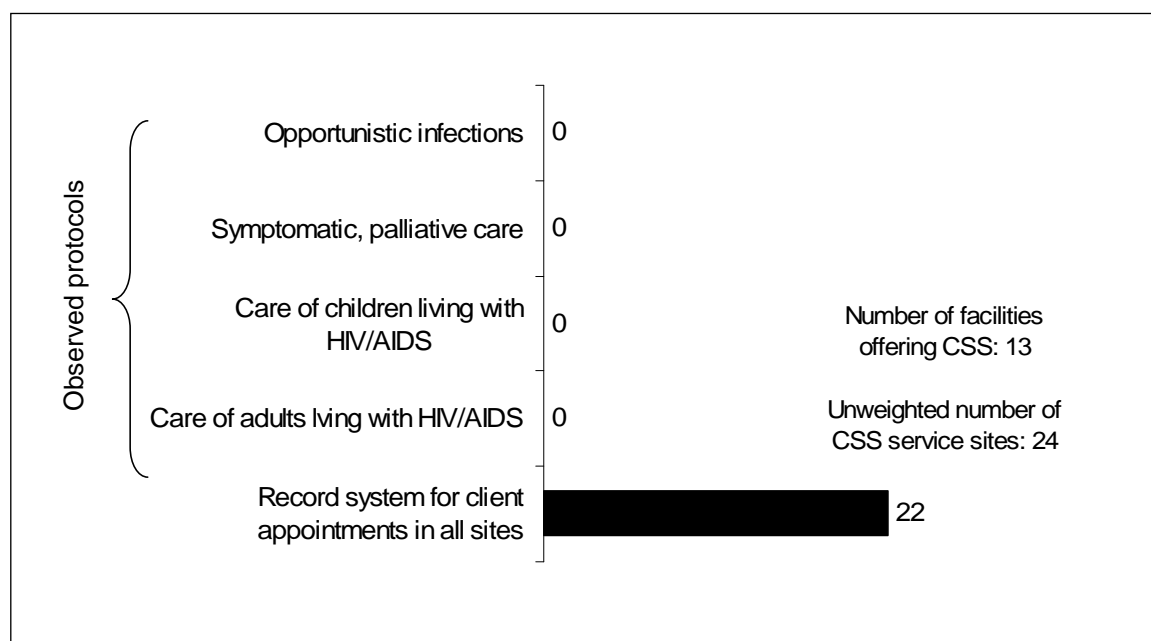 Observed protocols
Opportunistic infections
0
Symptomatic, palliative care
0
Care of children living with
HIV/AIDS
0
Care of adults lving with HIV/AIDS
0
Record system for client
appointments in all sites
22
Number of facilities
offering CSS: 13
Unweighted number of
CSS service sites: 24